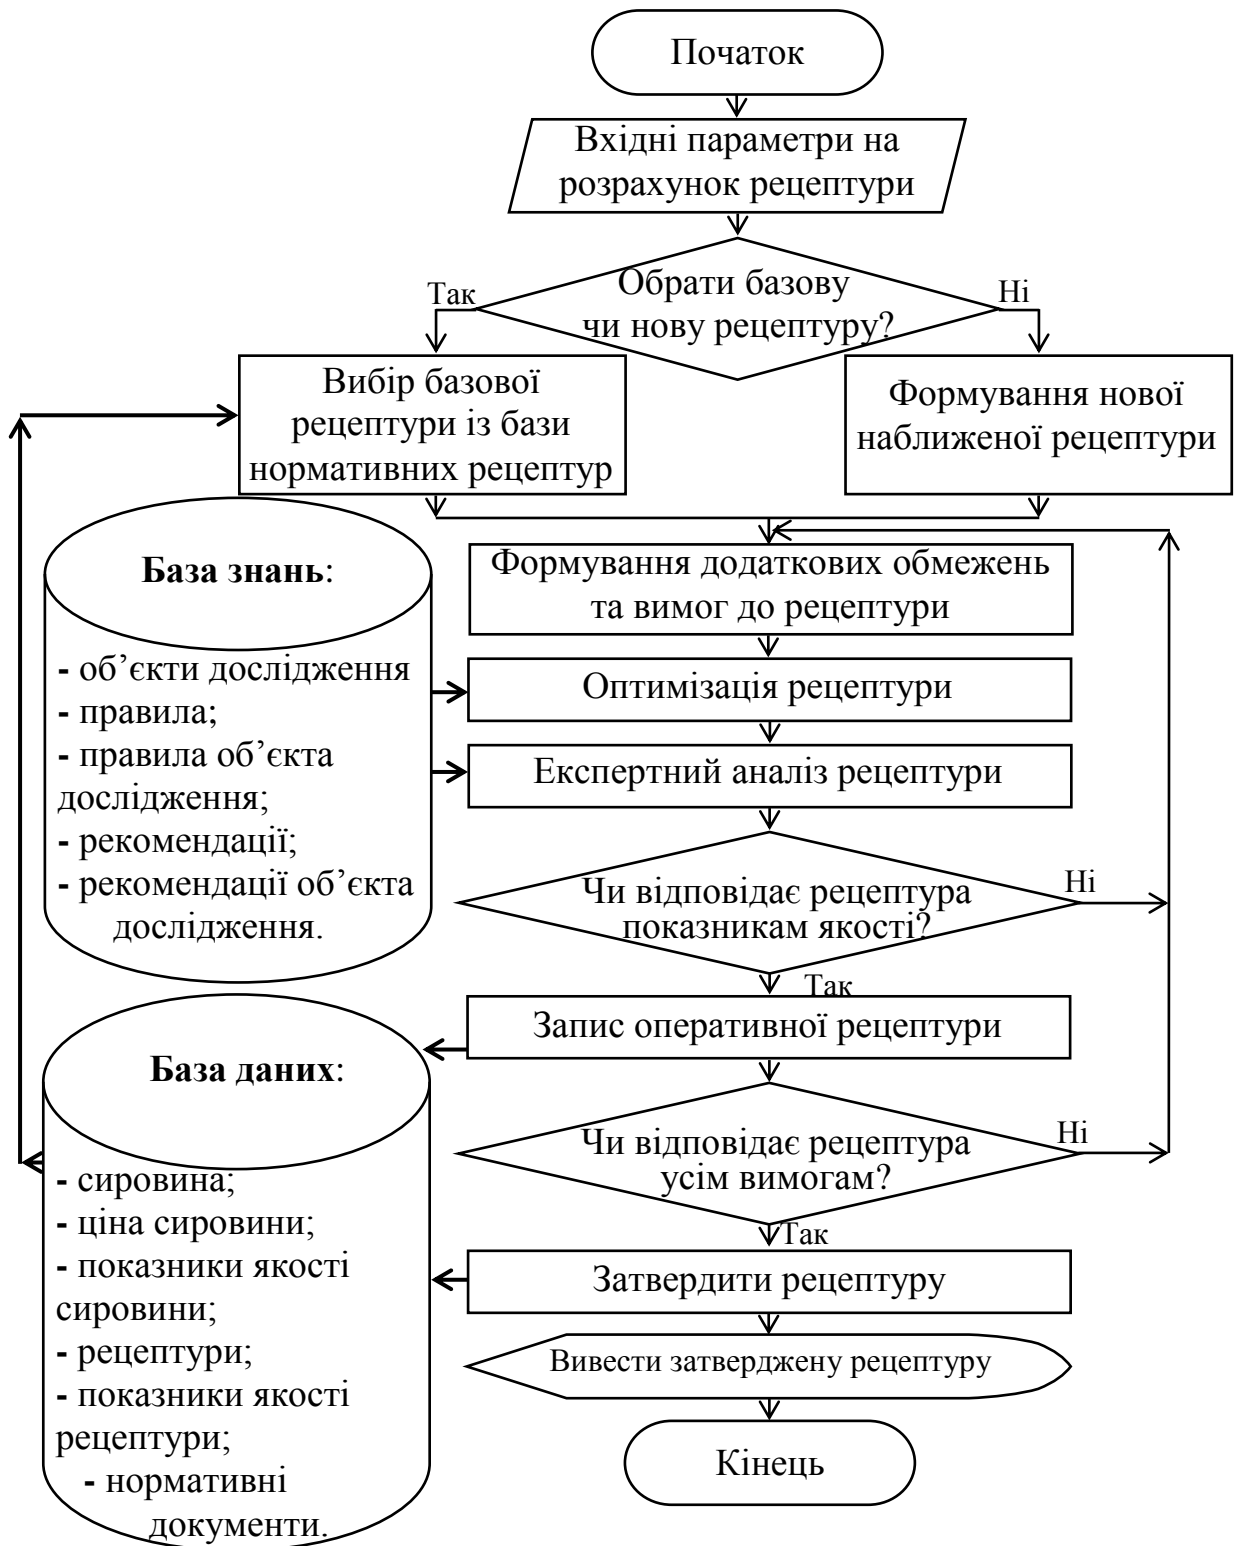 Початок
Вхідні параметри на
розрахунок рецептури
Обрати базову
чи нову рецептуру?
Так
Ні
Вибір базової
рецептури із бази
нормативних рецептур
Формування нової
наближеної рецептури
База знань:
- об’єкти дослідження
- правила;
- правила об’єкта
дослідження;
- рекомендації;
- рекомендації об’єкта
дослідження.
Формування додаткових обмежень
та вимог до рецептури
Оптимізація рецептури
Експертний аналіз рецептури
Чи відповідає рецептура
показникам якості?
Ні
Так
Запис оперативної рецептури
База даних:
- сировина;
- ціна сировини;
- показники якості
сировини;
- рецептури;
- показники якості
рецептури;
- нормативні
документи.
Чи відповідає рецептура
усім вимогам?
Ні
Так
Затвердити рецептуру
Вивести затверджену рецептуру
Кінець